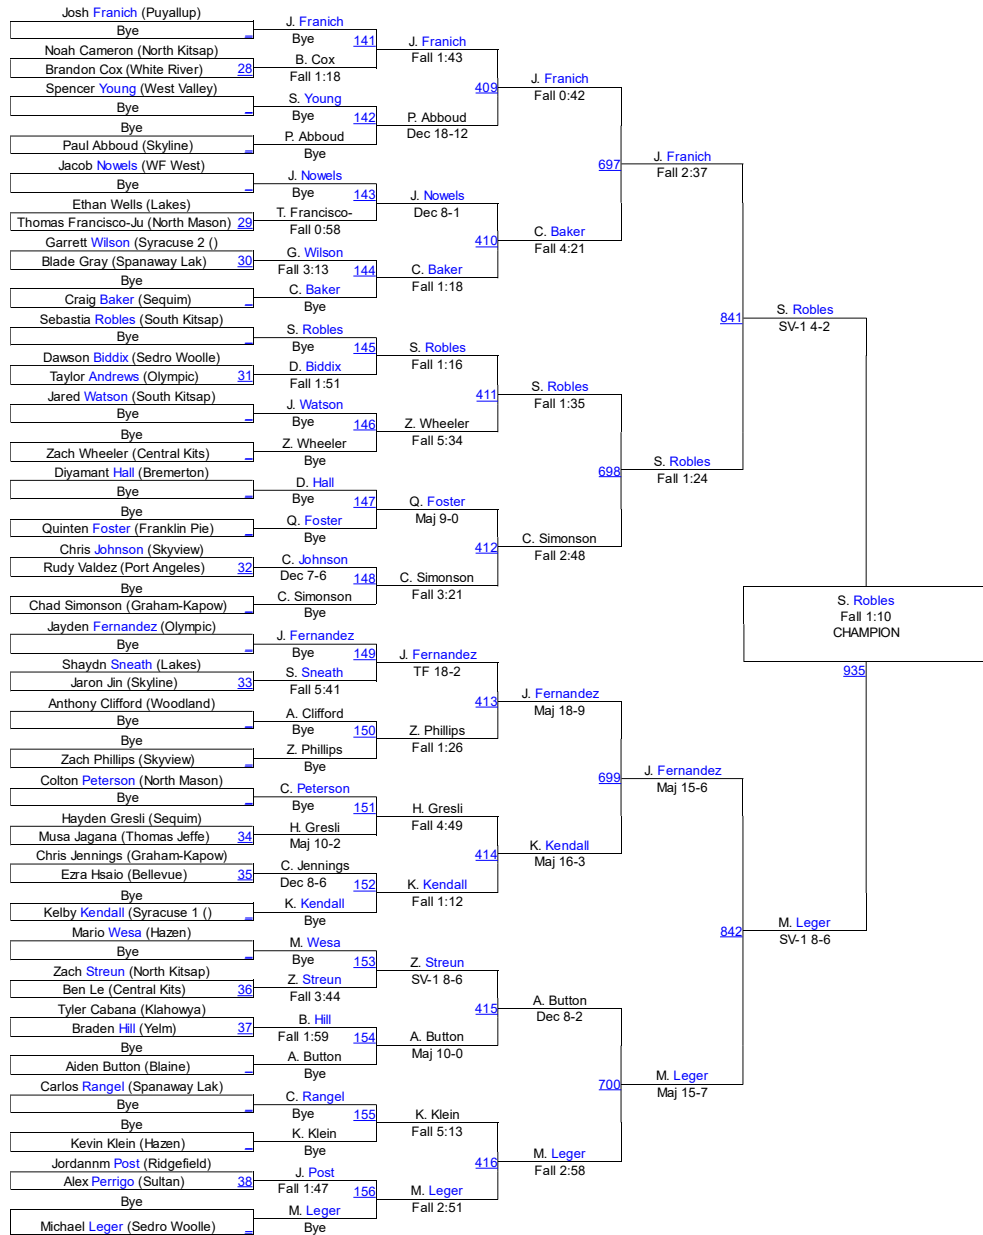 Josh Franich (Puyallup)
Bye
Noah Cameron (North Kitsap)
Brandon Cox (White River) 28
Spencer Young (West Valley)
Bye
Bye
Paul Abboud (Skyline)
Jacob Nowels (WF West)
Bye
Ethan Wells (Lakes)
Thomas Francisco-Ju (North Mason) 29
Garrett Wilson (Syracuse 2 ()
Blade Gray (Spanaway Lak) 30
Bye
Craig Baker (Sequim)
Sebastia Robles (South Kitsap)
Bye
Dawson Biddix (Sedro Woolle)
Taylor Andrews (Olympic) 31
Jared Watson (South Kitsap)
Bye
Bye
Zach Wheeler (Central Kits)
Diyamant Hall (Bremerton)
Bye
Bye
Quinten Foster (Franklin Pie)
Chris Johnson (Skyview)
Rudy Valdez (Port Angeles) 32
Bye
Chad Simonson (Graham-Kapow)
Jayden Fernandez (Olympic)
Bye
Shaydn Sneath (Lakes)
Jaron Jin (Skyline) 33
Anthony Clifford (Woodland)
Bye
Bye
Zach Phillips (Skyview)
Colton Peterson (North Mason)
Bye
Hayden Gresli (Sequim)
Musa Jagana (Thomas Jeffe) 34
Chris Jennings (Graham-Kapow)
Ezra Hsaio (Bellevue) 35
Bye
Kelby Kendall (Syracuse 1 ()
Mario Wesa (Hazen)
Bye
Zach Streun (North Kitsap)
Ben Le (Central Kits) 36
Tyler Cabana (Klahowya)
Braden Hill (Yelm) 37
Bye
Aiden Button (Blaine)
Carlos Rangel (Spanaway Lak)
Bye
Bye
Kevin Klein (Hazen)
Jordannm Post (Ridgefield)
Alex Perrigo (Sultan) 38
Bye
Michael Leger (Sedro Woolle)
J. Franich
Bye 141
B. Cox
Fall 1:18
S. Young
Bye 142
P. Abboud
Bye
J. Nowels
Bye 143
T. Francisco-
Fall 0:58
G. Wilson
Fall 3:13 144
C. Baker
Bye
S. Robles
Bye 145
D. Biddix
Fall 1:51
J. Watson
Bye 146
Z. Wheeler
Bye
D. Hall
Bye 147
Q. Foster
Bye
C. Johnson
Dec 7-6 148
C. Simonson
Bye
J. Fernandez
Bye 149
S. Sneath
Fall 5:41
A. Clifford
Bye 150
Z. Phillips
Bye
C. Peterson
Bye 151
H. Gresli
Maj 10-2
C. Jennings
Dec 8-6 152
K. Kendall
Bye
M. Wesa
Bye 153
Z. Streun
Fall 3:44
B. Hill
Fall 1:59 154
A. Button
Bye
C. Rangel
Bye 155
K. Klein
Bye
J. Post
Fall 1:47 156
M. Leger
Bye
J. Franich
Fall 1:43
409
P. Abboud
Dec 18-12
J. Nowels
Dec 8-1
410
C. Baker
Fall 1:18
S. Robles
Fall 1:16
411
Z. Wheeler
Fall 5:34
Q. Foster
Maj 9-0
412
C. Simonson
Fall 3:21
J. Fernandez
TF 18-2
413
Z. Phillips
Fall 1:26
H. Gresli
Fall 4:49
414
K. Kendall
Fall 1:12
Z. Streun
SV-1 8-6
415
A. Button
Maj 10-0
K. Klein
Fall 5:13
416
M. Leger
Fall 2:51
J. Franich
Fall 0:42
697
C. Baker
Fall 4:21
S. Robles
Fall 1:35
698
C. Simonson
Fall 2:48
J. Fernandez
Maj 18-9
699
K. Kendall
Maj 16-3
A. Button
Dec 8-2
700
M. Leger
Fall 2:58
J. Franich
Fall 2:37
841
S. Robles
Fall 1:24
J. Fernandez
Maj 15-6
842
M. Leger
Maj 15-7
S. Robles
SV-1 4-2
M. Leger
SV-1 8-6
S. Robles
Fall 1:10
CHAMPION
935